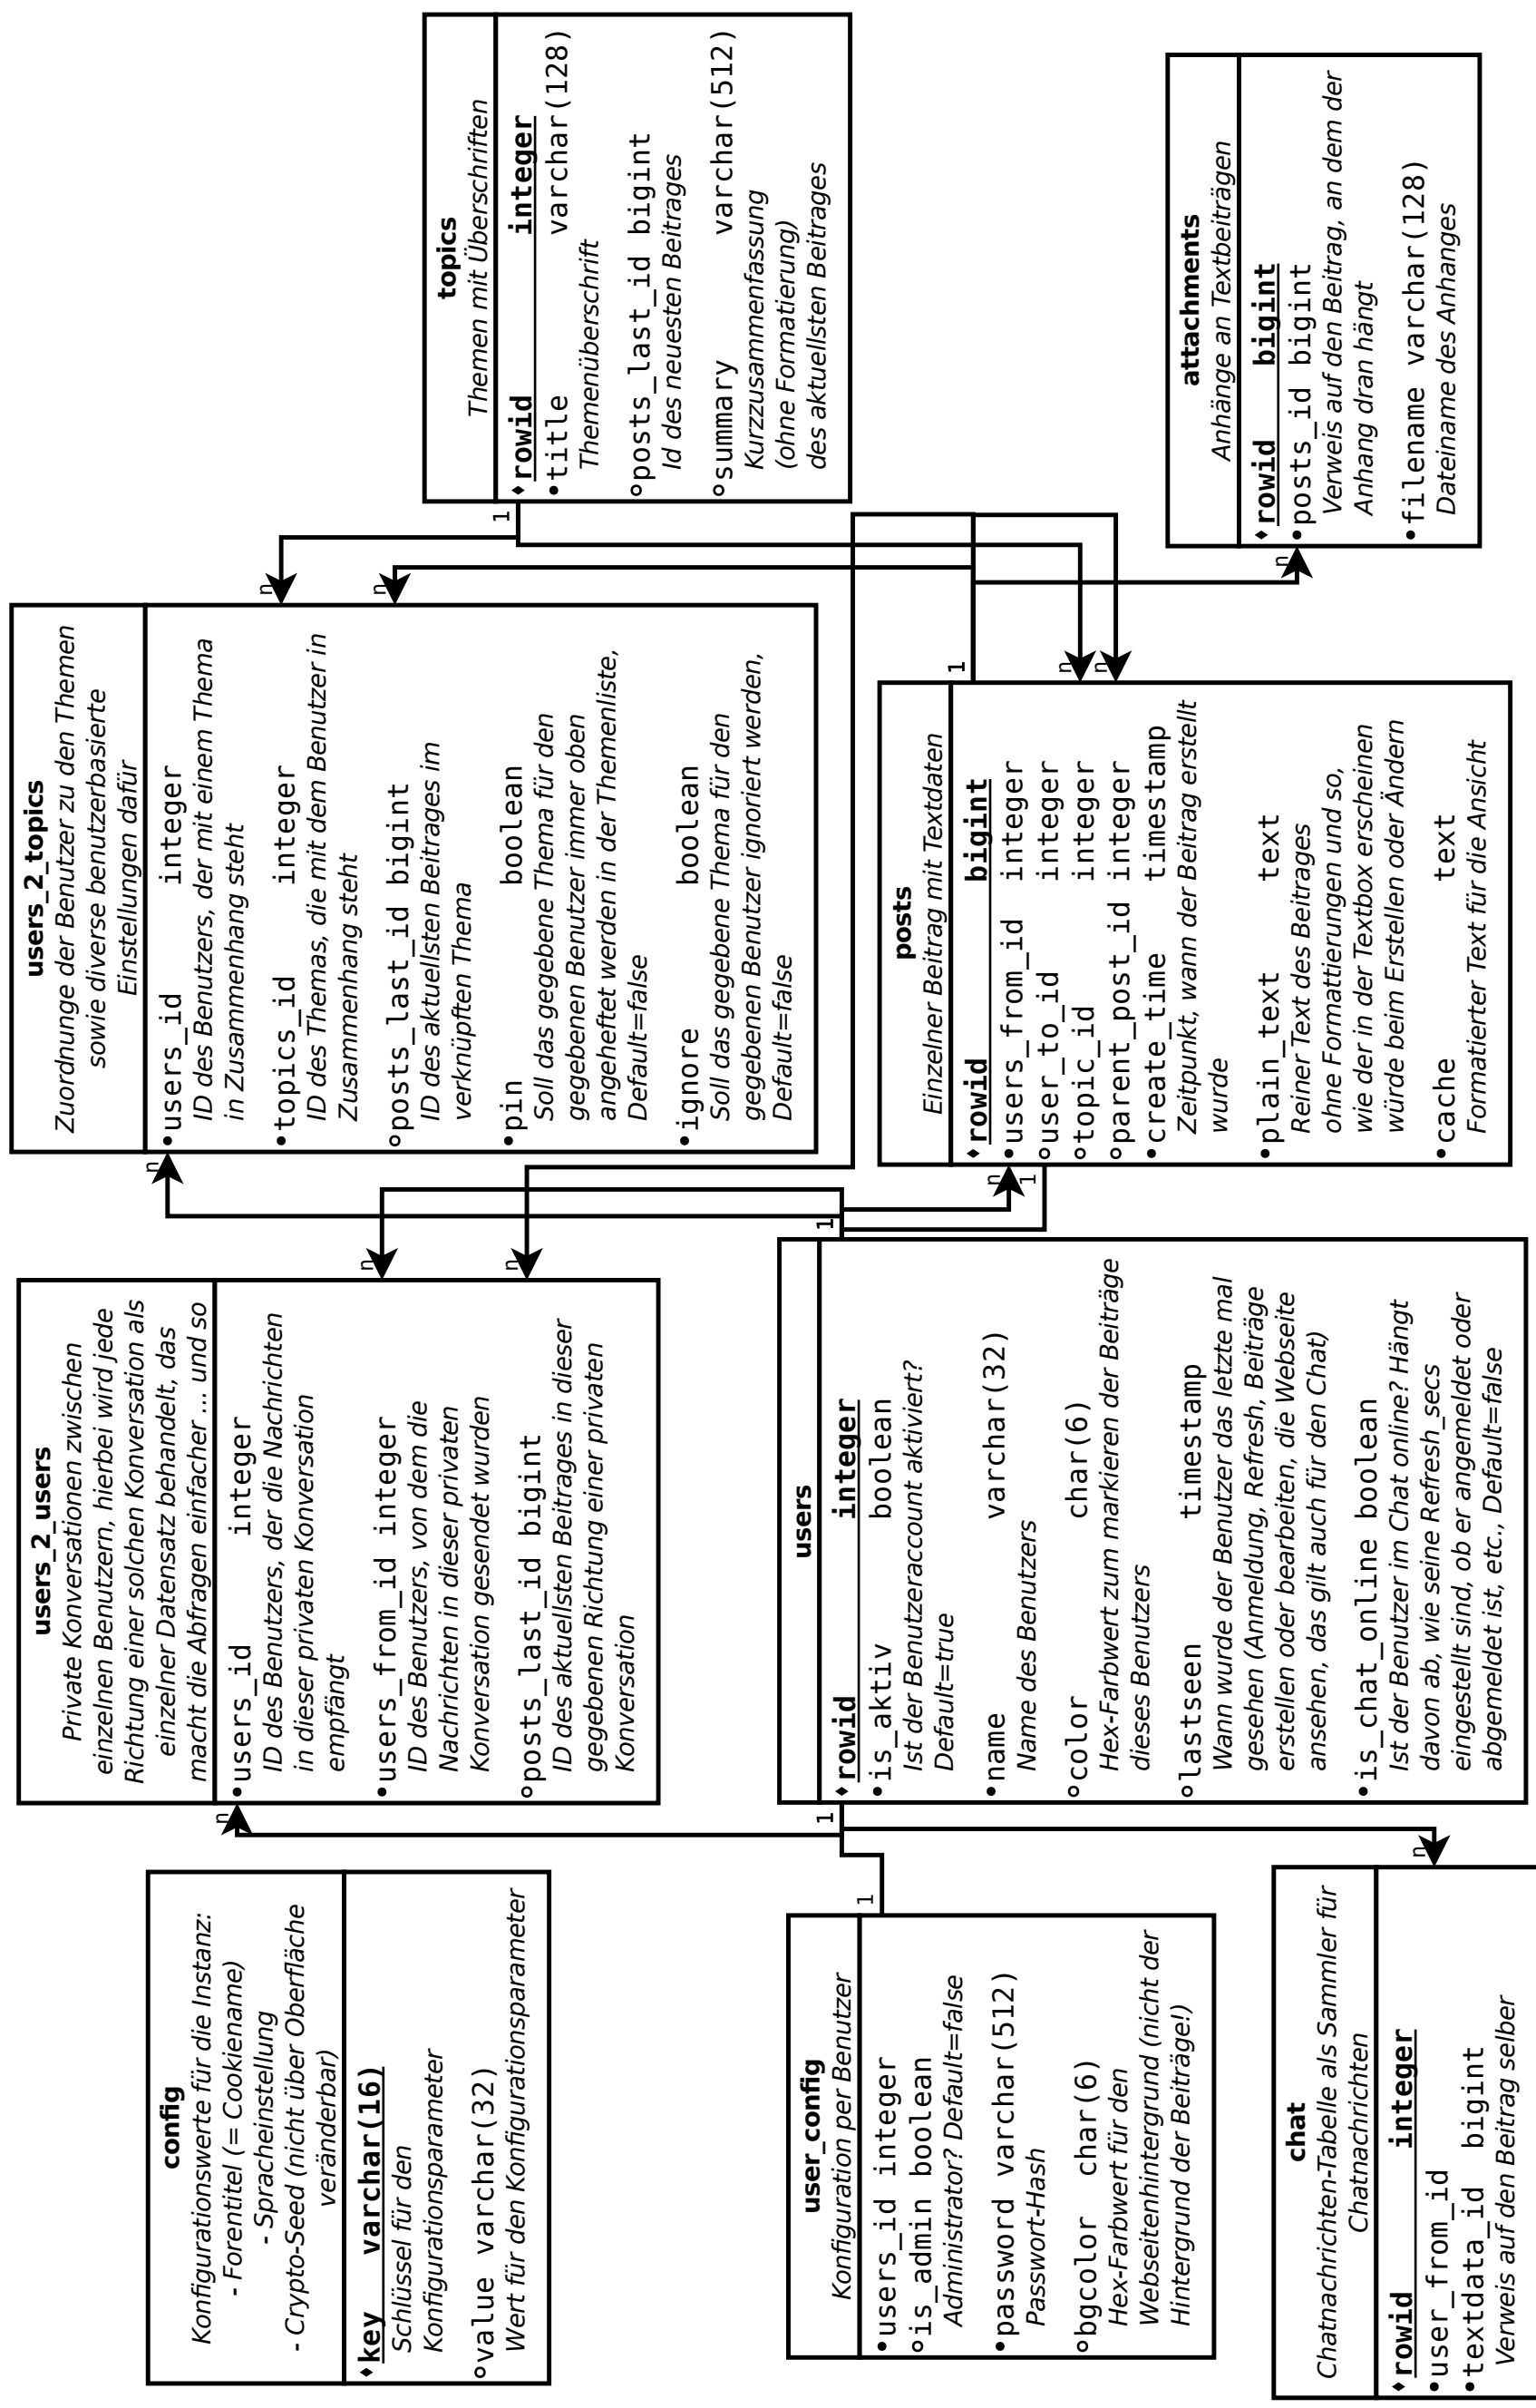 config
Konfigurationswerte für die Instanz:
- Forentitel (= Cookiename)
- Spracheinstellung
- Crypto-Seed (nicht über Oberfläche
veränderbar)
key varchar(16)
Schlüssel für den
Konfigurationsparameter
value varchar(32)
Wert für den Konfigurationsparameter
users_2_users
Private Konversationen zwischen
einzelnen Benutzern, hierbei wird jede
Richtung einer solchen Konversation als
einzelner Datensatz behandelt, das
macht die Abfragen einfacher ... und so
users_id integer
ID des Benutzers, der die Nachrichten
in dieser privaten Konversation
empfängt
users_from_id integer
ID des Benutzers, von dem die
Nachrichten in dieser privaten
Konversation gesendet wurden
posts_last_id bigint
ID des aktuellsten Beitrages in dieser
gegebenen Richtung einer privaten
Konversation
n
n
n
users_2_topics
Zuordnunge der Benutzer zu den Themen
sowie diverse benutzerbasierte
Einstellungen dafür
users_id integer
ID des Benutzers, der mit einem Thema
in Zusammenhang steht
topics_id integer
ID des Themas, die mit dem Benutzer in
Zusammenhang steht
posts_last_id bigint
ID des aktuellsten Beitrages im
verknüpften Thema
pin boolean
Soll das gegebene Thema für den
gegebenen Benutzer immer oben
angeheftet werden in der Themenliste,
Default=false
ignore boolean
Soll das gegebene Thema für den
gegebenen Benutzer ignoriert werden,
Default=false
n
n
n
topics
Themen mit Überschriften
rowid integer
title varchar(128)
Themenüberschrift
posts_last_id bigint
Id des neuesten Beitrages
summary varchar(512)
Kurzzusammenfassung
(ohne Formatierung)
des aktuellsten Beitrages
1
user_config
Konfiguration per Benutzer
users_id integer
is_admin boolean
Administrator? Default=false
password varchar(512)
Passwort-Hash
bgcolor char(6)
Hex-Farbwert für den
Webseitenhintergrund (nicht der
Hintergrund der Beiträge!)
1
users
rowid integer
is_aktiv boolean
Ist der Benutzeraccount aktiviert?
Default=true
name varchar(32)
Name des Benutzers
color char(6)
Hex-Farbwert zum markieren der Beiträge
dieses Benutzers
lastseen timestamp
Wann wurde der Benutzer das letzte mal
gesehen (Anmeldung, Refresh, Beiträge
erstellen oder bearbeiten, die Webseite
ansehen, das gilt auch für den Chat)
is_chat_online boolean
Ist der Benutzer im Chat online? Hängt
davon ab, wie seine Refresh_secs
eingestellt sind, ob er angemeldet oder
abgemeldet ist, etc., Default=false
1
1
posts
Einzelner Beitrag mit Textdaten
rowid bigint
users_from_id integer
user_to_id integer
topic_id integer
parent_post_id integer
create_time timestamp
Zeitpunkt, wann der Beitrag erstellt
wurde
plain_text text
Reiner Text des Beitrages
ohne Formattierungen und so,
wie der in der Textbox erscheinen
würde beim Erstellen oder Ändern
cache text
Formatierter Text für die Ansicht
n
1
1
n
n
attachments
Anhänge an Textbeiträgen
rowid bigint
posts_id bigint
Verweis auf den Beitrag, an dem der
Anhang dran hängt
filename varchar(128)
Dateiname des Anhanges
n
chat
Chatnachrichten-Tabelle als Sammler für
Chatnachrichten
rowid integer
user_from_id
textdata_id bigint
Verweis auf den Beitrag selber
n